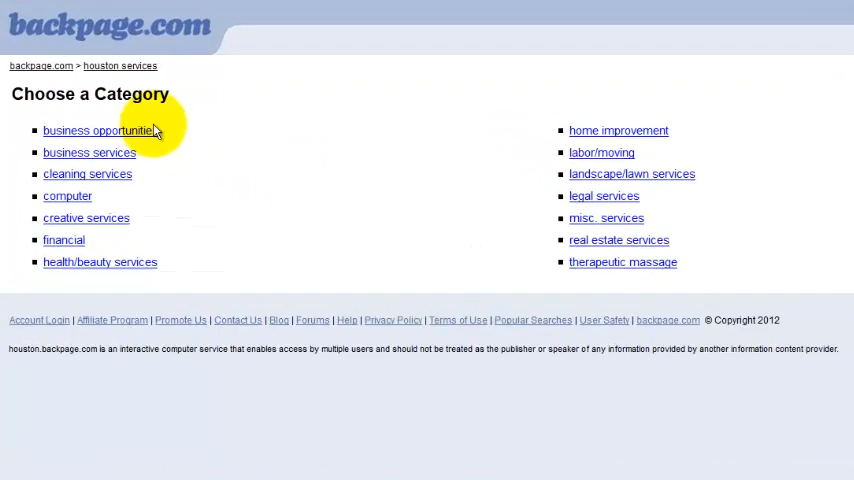 backpage.com
backpage.com > houston services
Choose a Category
business opportunities
business services
cleaning services
computer
creative services
financial
health/beauty services
home improvement
labor/moving
landscape/lawn services
legal services
misc. services
real estate services
therapeutic massage
Account Login | Affiliate Program | Promote Us | Contact Us | Blog | Forums | Help | Privacy Policy | Terms of Use | Popular Searches | User Safety | backpage.com © Copyright 2012
houston.backpage.com is an interactive computer service that enables access by multiple users and should not be treated as the publisher or speaker of any information provided by another information content provider.